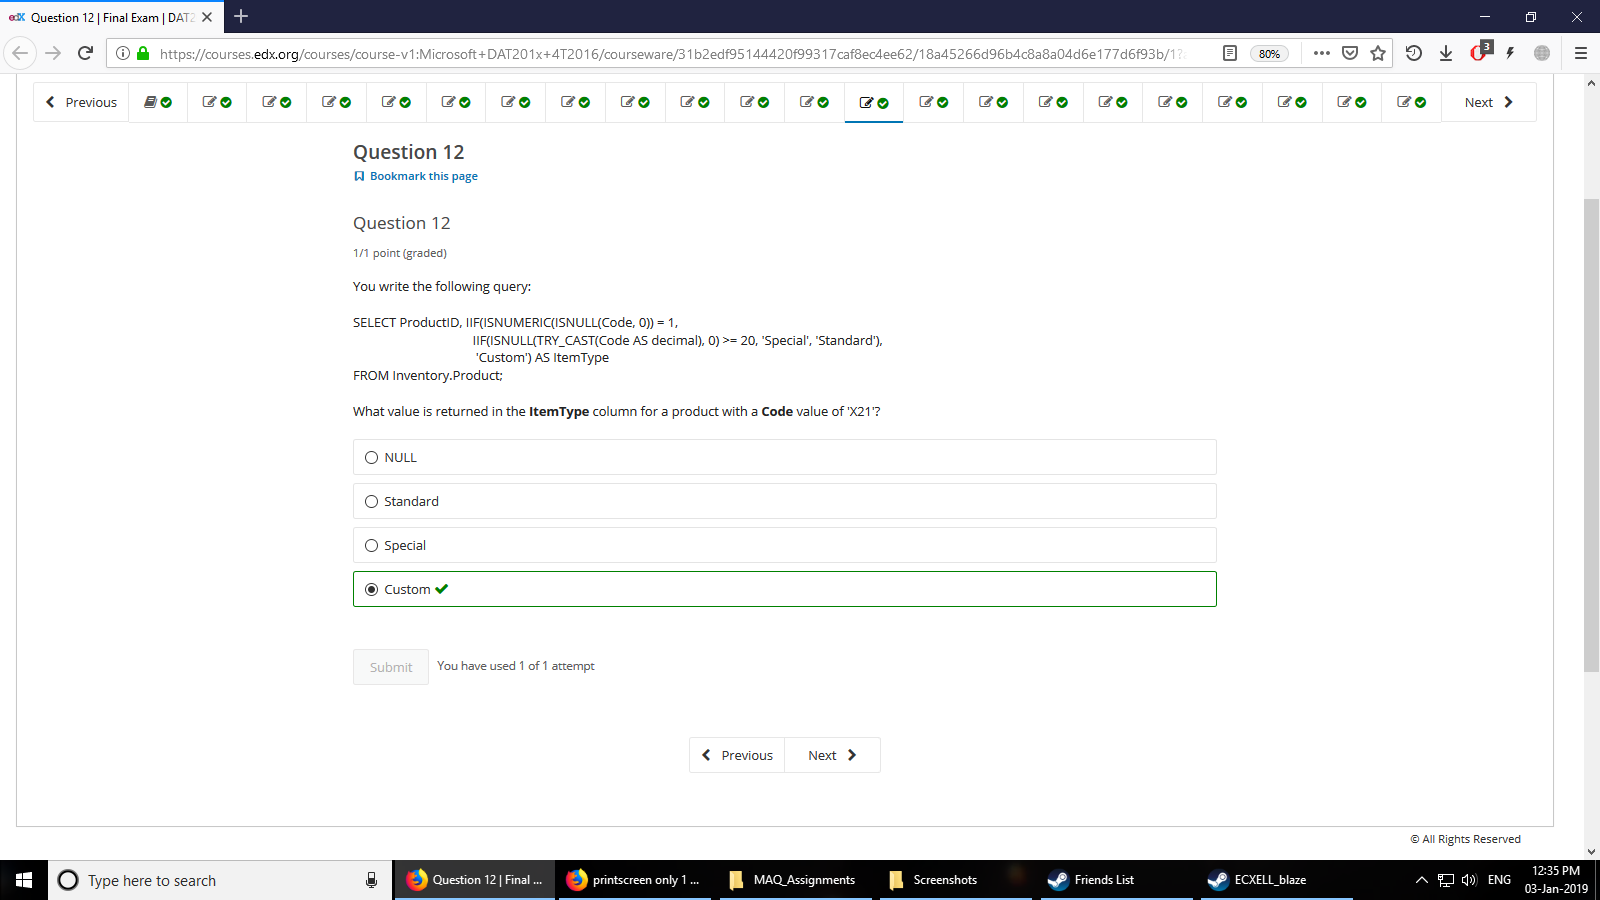 edX Question 12 | Final Exam | DAT2
https://courses.edx.org/courses/course-v1:Microsoft+DAT201x+4T2016/courseware/31b2edf95144420f99317caf8ec4ee62/18a45266d96b4c8a8a04d6e177d6f93b/1?
80%
3
Previous
Next
Question 12
Bookmark this page
Question 12
1/1 point (graded)
You write the following query:
SELECT ProductID, IIF(ISNUMERIC(ISNULL(Code, 0)) = 1,
IIF(ISNULL(TRY_CAST(Code AS decimal), 0) >= 20, 'Special', 'Standard'),
'Custom') AS ItemType
FROM Inventory.Product;
What value is returned in the ItemType column for a product with a Code value of 'X21'?
NULL
Standard
Special
Custom
Submit You have used 1 of 1 attempt
Previous Next
© All Rights Reserved
Type here to search
Question 12 | Final ...
printscreen only 1 ...
MAQ_Assignments
Screenshots
Friends List
ECXELL_blaze
ENG
12:35 PM
03-Jan-2019